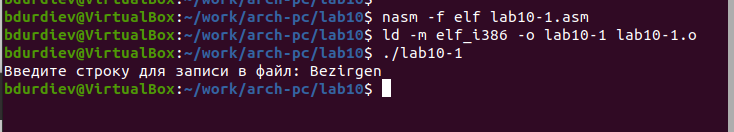 bdurdiev@VirtualBox:~/work/arch-pc/lab10$ nasm -f elf lab10-1.asm
bdurdiev@VirtualBox:~/work/arch-pc/lab10$ ld -m elf_i386 -o lab10-1 lab10-1.o
bdurdiev@VirtualBox:~/work/arch-pc/lab10$ ./lab10-1
Введите строку для записи в файл: Bezirgen
bdurdiev@VirtualBox:~/work/arch-pc/lab10$